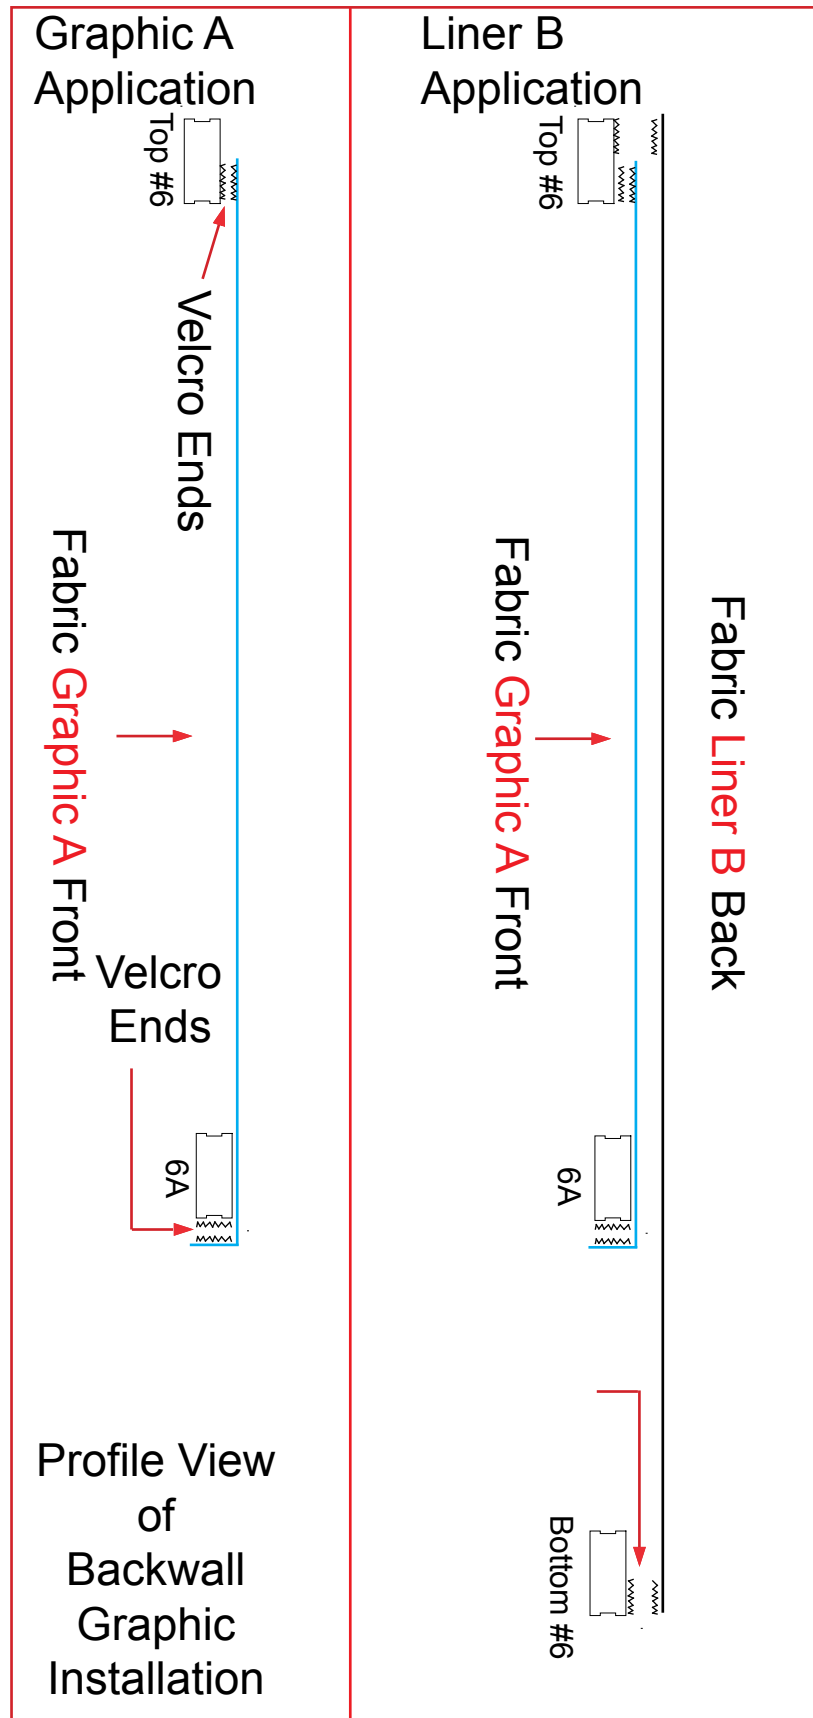 Graphic A
Application
Top #6
Velcro Ends
Fabric Graphic A Front
Velcro
Ends
6A
Profile View
of
Backwall
Graphic
Installation
Liner B
Application
Top #6
Fabric Graphic A Front
Fabric Liner B Back
6A
Bottom #6